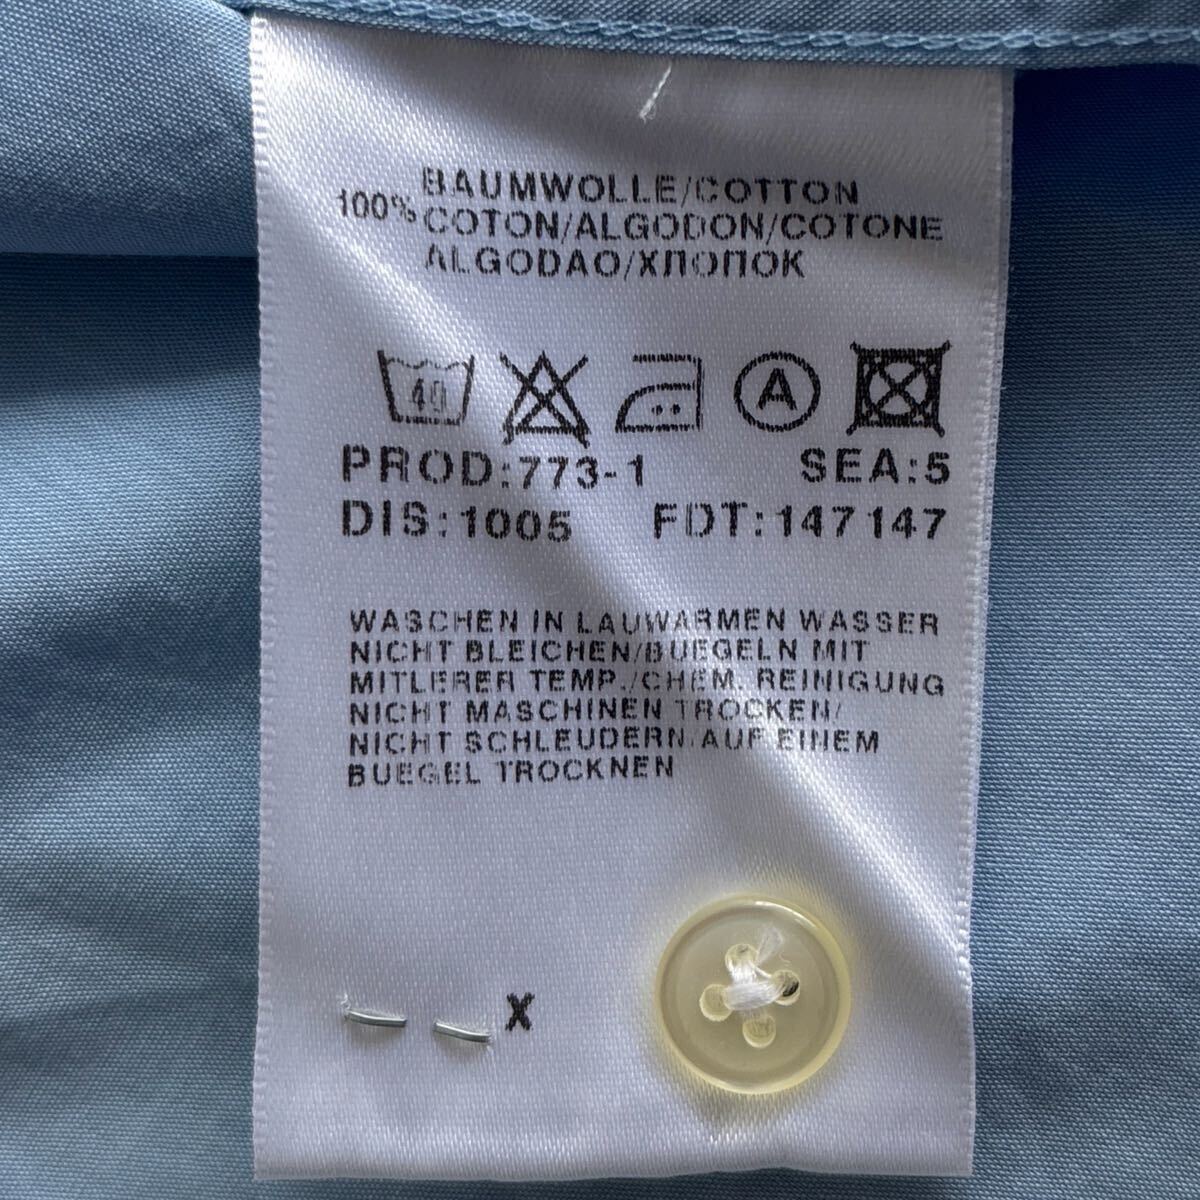 BAUMWOLLE/COTTON
100% COTON/ALGODON/COTONE
ALGODAO/ХЛОПОК
40 A
PROD:773-1 SEA:5
DIS:1005 FDT:147147
WASCHEN IN LAUWARMEN WASSER
NICHT BLEICHEN/BUEGELN MIT
MITLERER TEMP./CHEM. REINIGUNG
NICHT MASCHINEN TROCKEN/
NICHT SCHLEUDERN.AUF EINEM
BUEGEL TROCKNEN
X